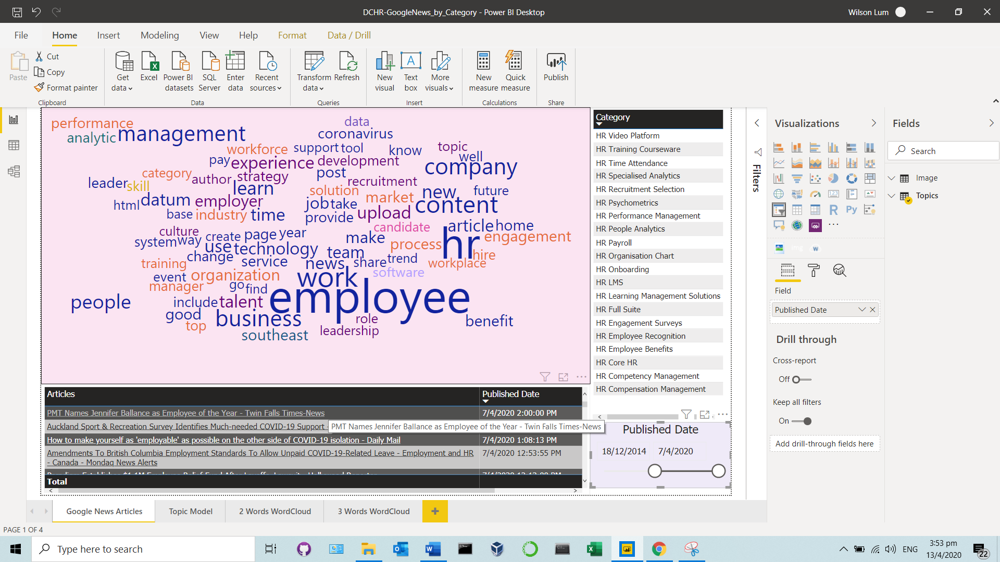 DCHR-GoogleNews_by_Category - Power BI Desktop
Wilson Lum
File Home Insert Modeling View Help Format Data / Drill
Paste
Cut
Copy
Format painter
Clipboard
Get data
Excel
Power BI datasets
SQL Server
Enter data
Recent sources
Data
Transform data
Refresh
Queries
New visual
Text box
More visuals
Insert
New measure
Quick measure
Calculations
Publish
Share
performance
data
analytic management
coronavirus
workforce support tool know topic
pay experience development well
company
category author strategy post
leader skill learn recruitment
solution new future
html datum employer job take market content
base industry time provide upload
culture create page year candidate article home
system way use technology make process hr engagement
training change service team share trend hire
news workplace
event organization work software
manager go find
people include talent employee
good business role benefit
top southeast leadership
Category
HR Video Platform
HR Training Courseware
HR Time Attendance
HR Specialised Analytics
HR Recruitment Selection
HR Psychometrics
HR Performance Management
HR People Analytics
HR Payroll
HR Organisation Chart
HR Onboarding
HR LMS
HR Learning Management Solutions
HR Full Suite
HR Engagement Surveys
HR Employee Recognition
HR Employee Benefits
HR Core HR
HR Competency Management
HR Compensation Management
Articles Published Date
PMT Names Jennifer Ballance as Employee of the Year - Twin Falls Times-News 7/4/2020 2:00:00 PM
Auckland Sport & Recreation Survey Identifies Much-needed COVID-19 Support -
PMT Names Jennifer Ballance as Employee of the Year - Twin Falls Times-News
How to make yourself as 'employable' as possible on the other side of COVID-19 isolation - Daily Mail 7/4/2020 1:08:13 PM
Amendments To British Columbia Employment Standards To Allow Unpaid COVID-19-Related Leave - Employment and HR 7/4/2020 12:53:55 PM
- Canada - Mondaq News Alerts
Total
Published Date
18/12/2014 7/4/2020
Filters
Visualizations
R Py
Field
Published Date
Drill through
Cross-report
Off
Keep all filters
On
Add drill-through fields here
Fields
Search
Image
Topics
Google News Articles Topic Model 2 Words WordCloud 3 Words WordCloud +
PAGE 1 OF 4
Type here to search
ENG
3:53 pm
13/4/2020
22